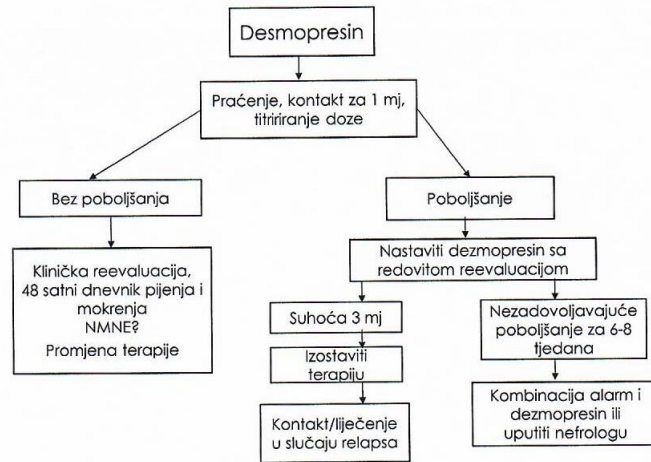 Desmopresin
Praćenje, kontakt za 1 mj,
titririranje doze
Bez poboljšanja
Poboljšanje
Klinička reevaluacija,
48 satni dnevnik pijenja i
mokrenja
NMNE?
Promjena terapije
Nastaviti dezmopresin sa
redovitom reevaluacijom
Suhoća 3 mj
Izostaviti
terapiju
Kontakt/liječenje
u slučaju relapsa
Nezadovoljavajuće
poboljšanje za 6-8
tjedana
Kombinacija alarm i
dezmopresin ili
uputiti nefrologu